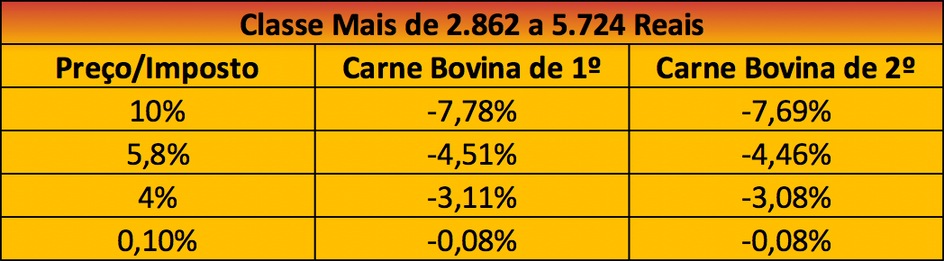 Classe Mais de 2.862 a 5.724 Reais
Preço/Imposto Carne Bovina de 1º Carne Bovina de 2º
10% -7,78% -7,69%
5,8% -4,51% -4,46%
4% -3,11% -3,08%
0,10% -0,08% -0,08%